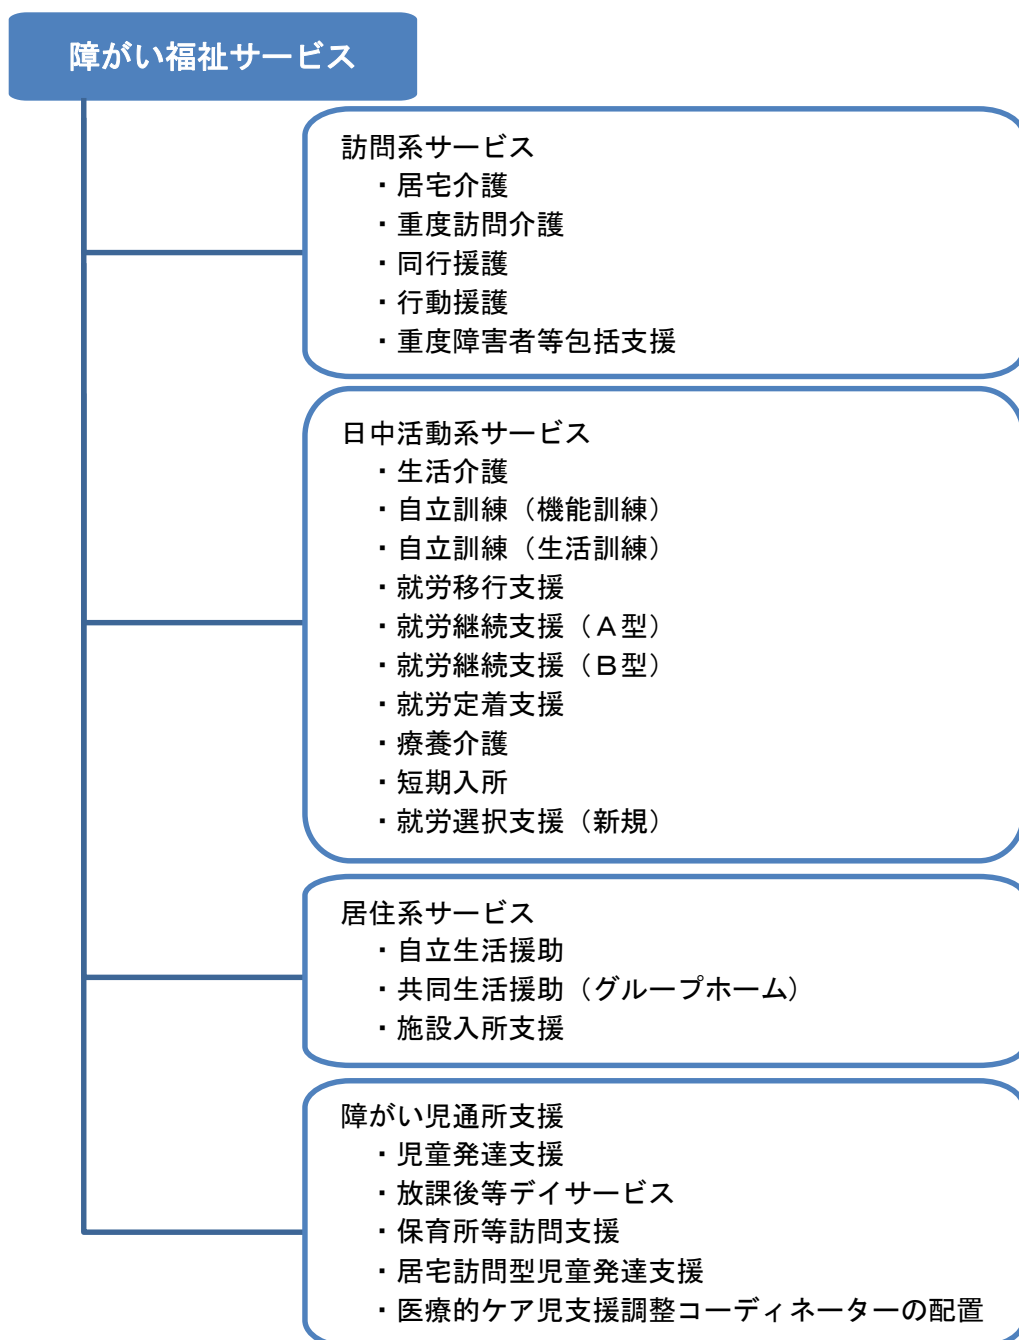 障がい福祉サービス
訪問系サービス
・居宅介護
・重度訪問介護
・同行援護
・行動援護
・重度障害者等包括支援
日中活動系サービス
・生活介護
・自立訓練（機能訓練）
・自立訓練（生活訓練）
・就労移行支援
・就労継続支援（Ａ型）
・就労継続支援（Ｂ型）
・就労定着支援
・療養介護
・短期入所
・就労選択支援（新規）
居住系サービス
・自立生活援助
・共同生活援助（グループホーム）
・施設入所支援
障がい児通所支援
・児童発達支援
・放課後等デイサービス
・保育所等訪問支援
・居宅訪問型児童発達支援
・医療的ケア児支援調整コーディネーターの配置